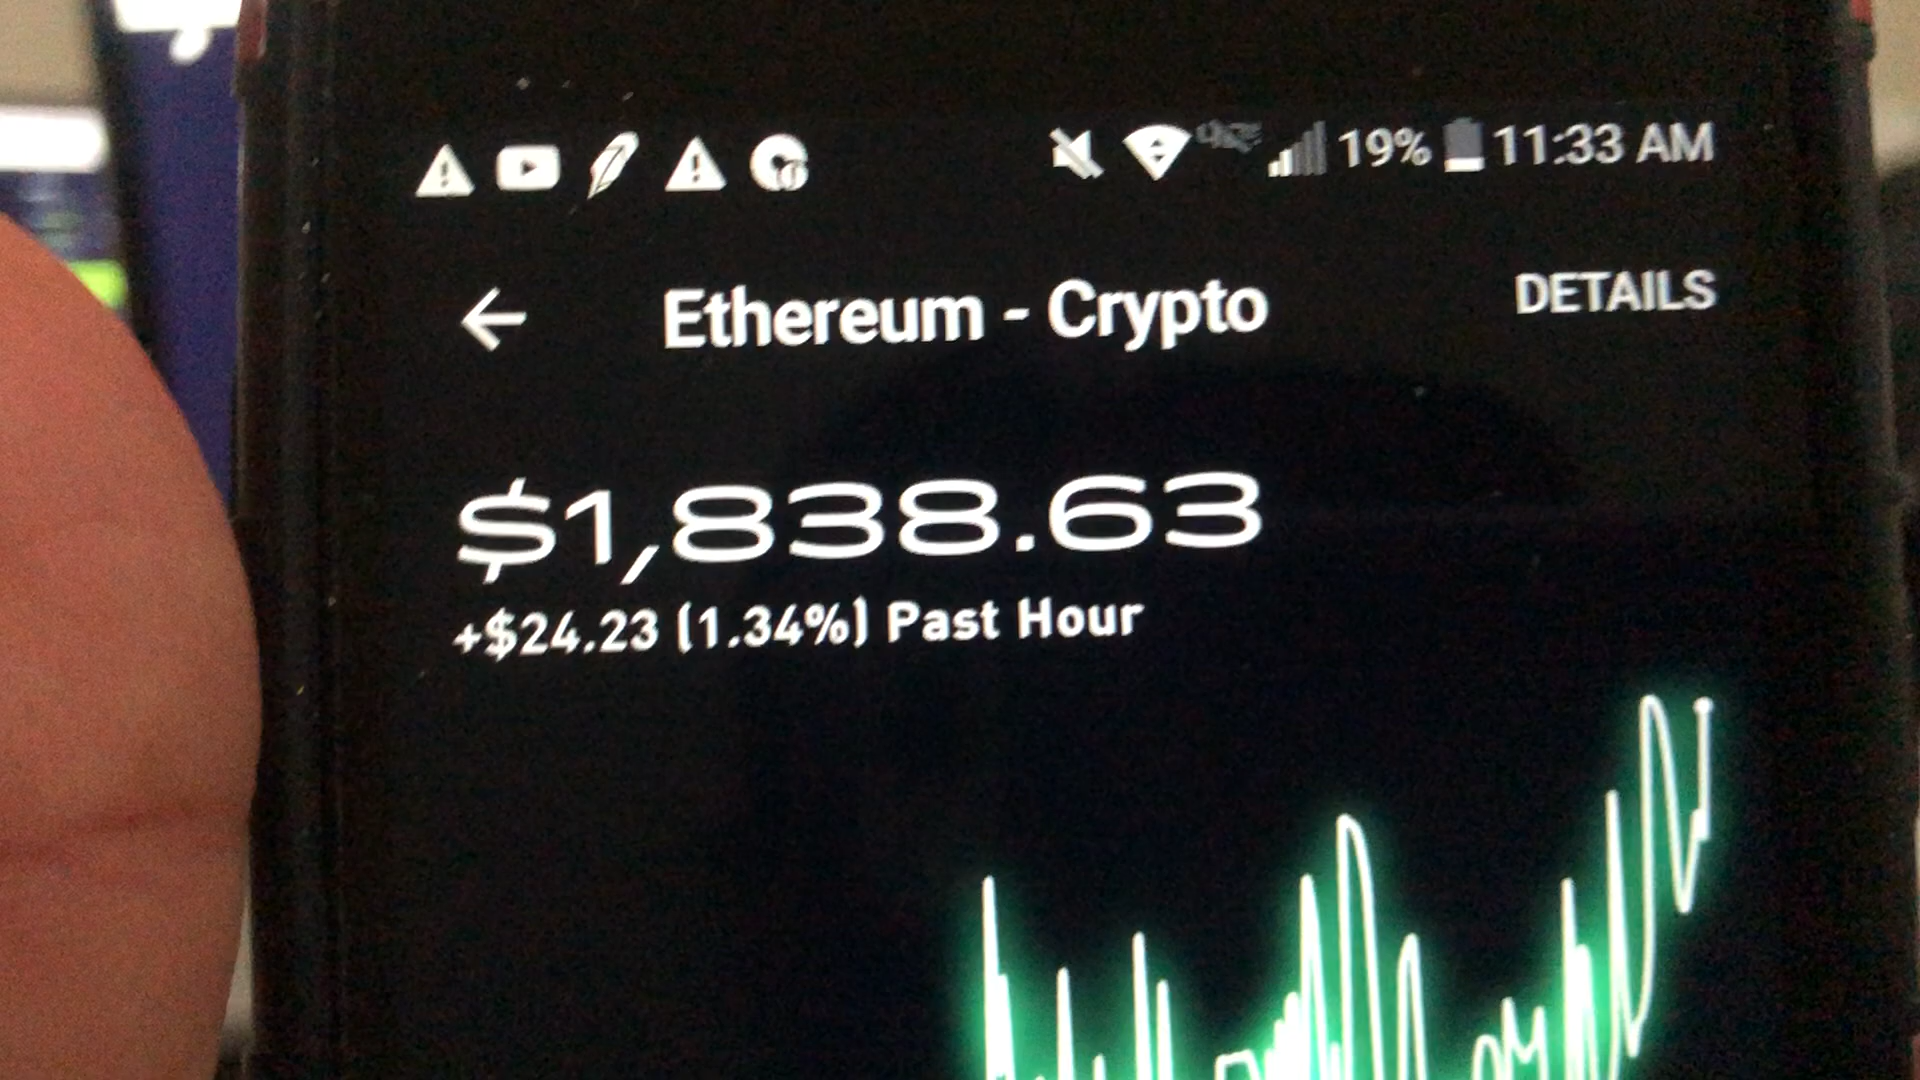 19% 11:33 AM
Ethereum - Crypto DETAILS
$1,838.63
+$24.23 (1.34%) Past Hour